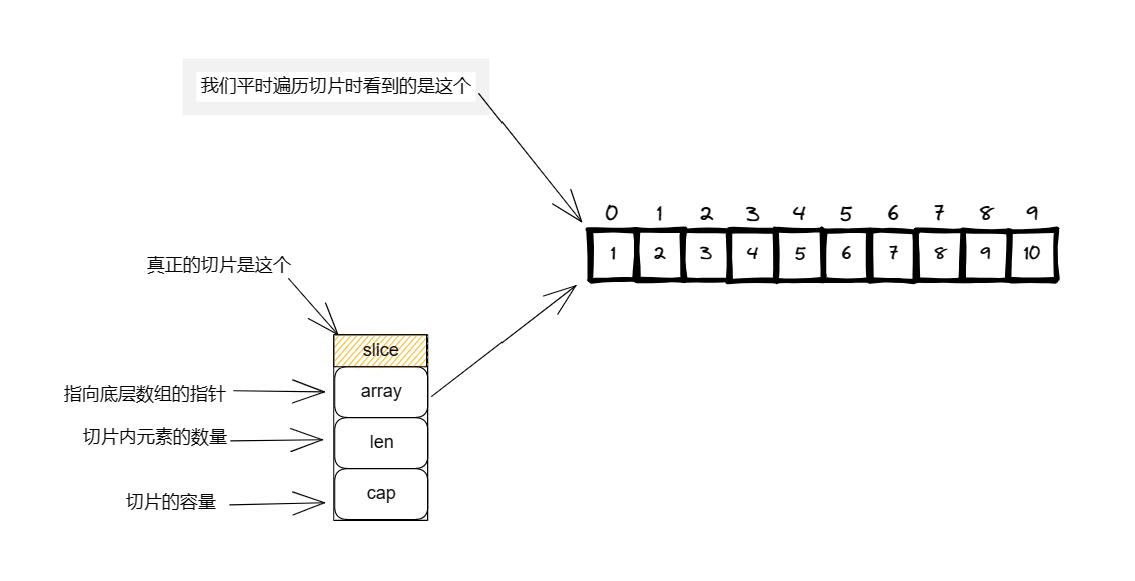 我们平时遍历切片时看到的是这个
0 1 2 3 4 5 6 7 8 9
1 2 3 4 5 6 7 8 9 10
真正的切片是这个
slice
指向底层数组的指针
array
切片内元素的数量
len
切片的容量
cap